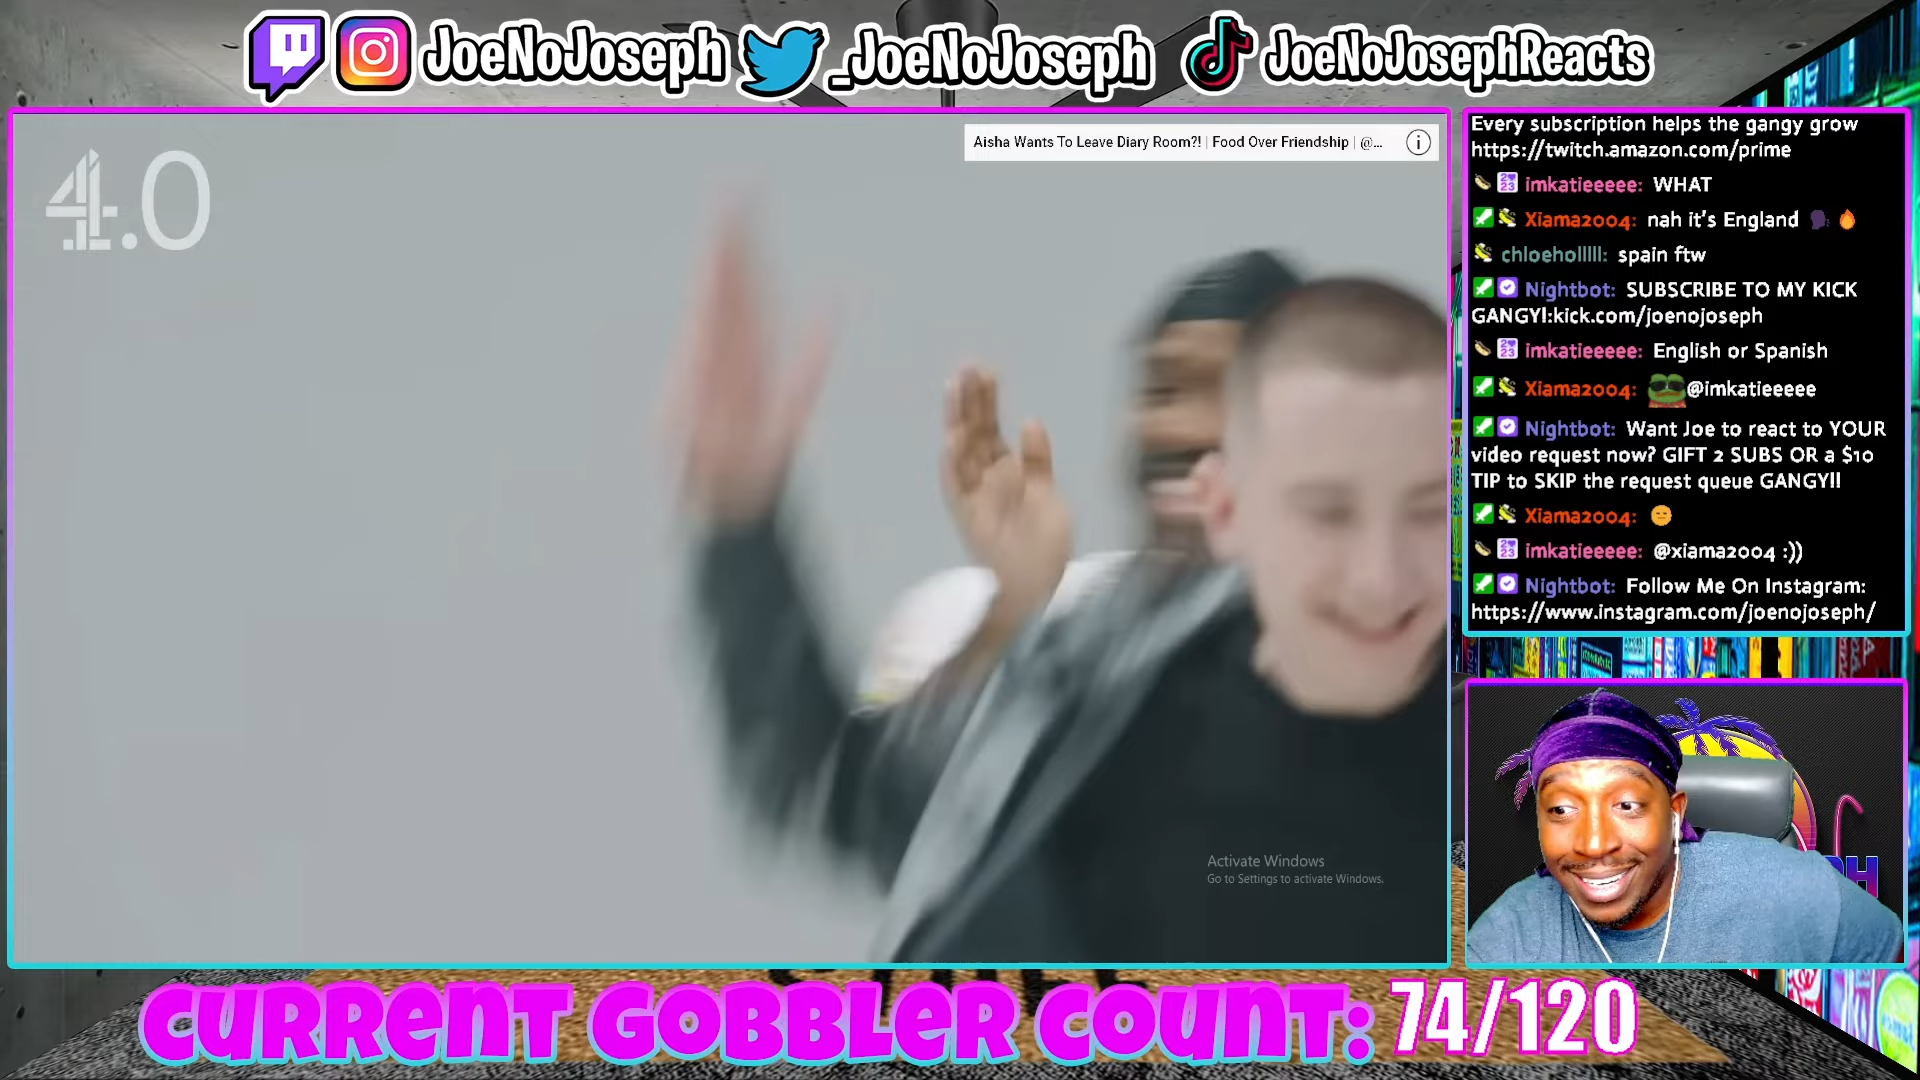 JoeNoJoseph _JoeNoJoseph JoeNoJosephReacts
4.0
Aisha Wants To Leave Diary Room?! | Food Over Friendship | @...
Activate Windows
Go to Settings to activate Windows.
Every subscription helps the gangy grow
https://twitch.amazon.com/prime
imkatieeeee: WHAT
Xiama2004: nah it's England
chloehollll: spain ftw
Nightbot: SUBSCRIBE TO MY KICK
GANGY!:kick.com/joenojoseph
imkatieeeee: English or Spanish
Xiama2004: @imkatieeeee
Nightbot: Want Joe to react to YOUR
video request now? GIFT 2 SUBS OR a $10
TIP to SKIP the request queue GANGY!!
Xiama2004:
imkatieeeee: @xiama2004 :))
Nightbot: Follow Me On Instagram:
https://www.instagram.com/joenojoseph/
CURRENT GOBBLER COUNT: 74/120